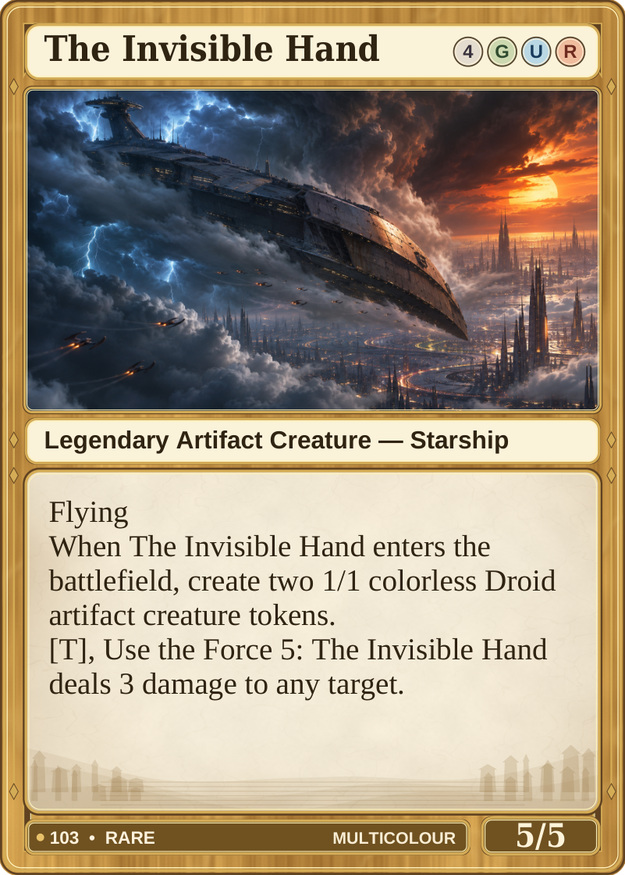 The Invisible Hand 4 G U R
Legendary Artifact Creature — Starship
Flying
When The Invisible Hand enters the
battlefield, create two 1/1 colorless Droid
artifact creature tokens.
[T], Use the Force 5: The Invisible Hand
deals 3 damage to any target.
103 • RARE MULTICOLOUR 5/5